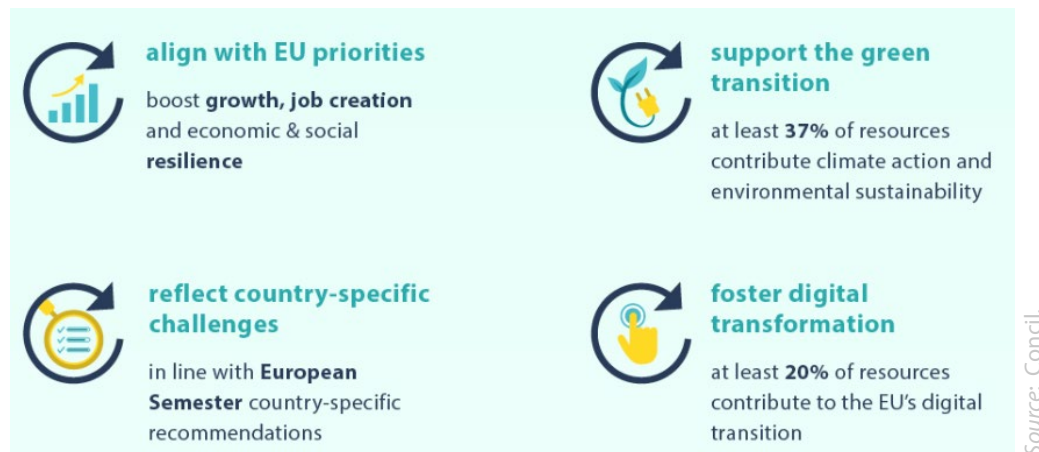 align with EU priorities
boost growth, job creation
and economic & social
resilience
support the green
transition
at least 37% of resources
contribute climate action and
environmental sustainability
reflect country-specific
challenges
in line with European
Semester country-specific
recommendations
foster digital
transformation
at least 20% of resources
contribute to the EU's digital
transition
Source: Concil.